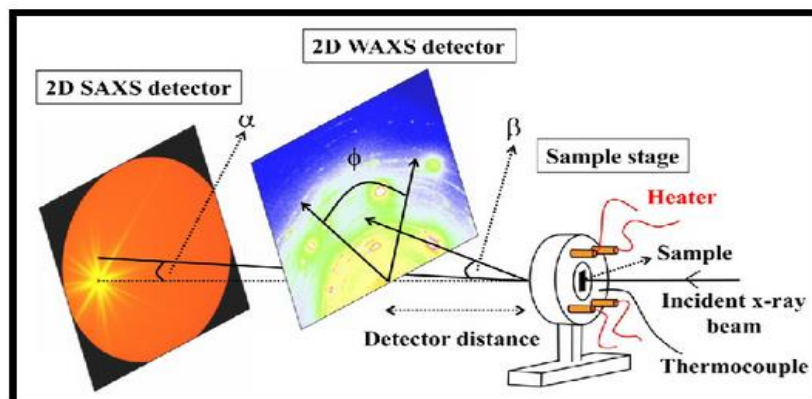 2D WAXS detector
2D SAXS detector
α
β
ϕ
Sample stage
Heater
Sample
Incident x-ray
beam
Detector distance
Thermocouple